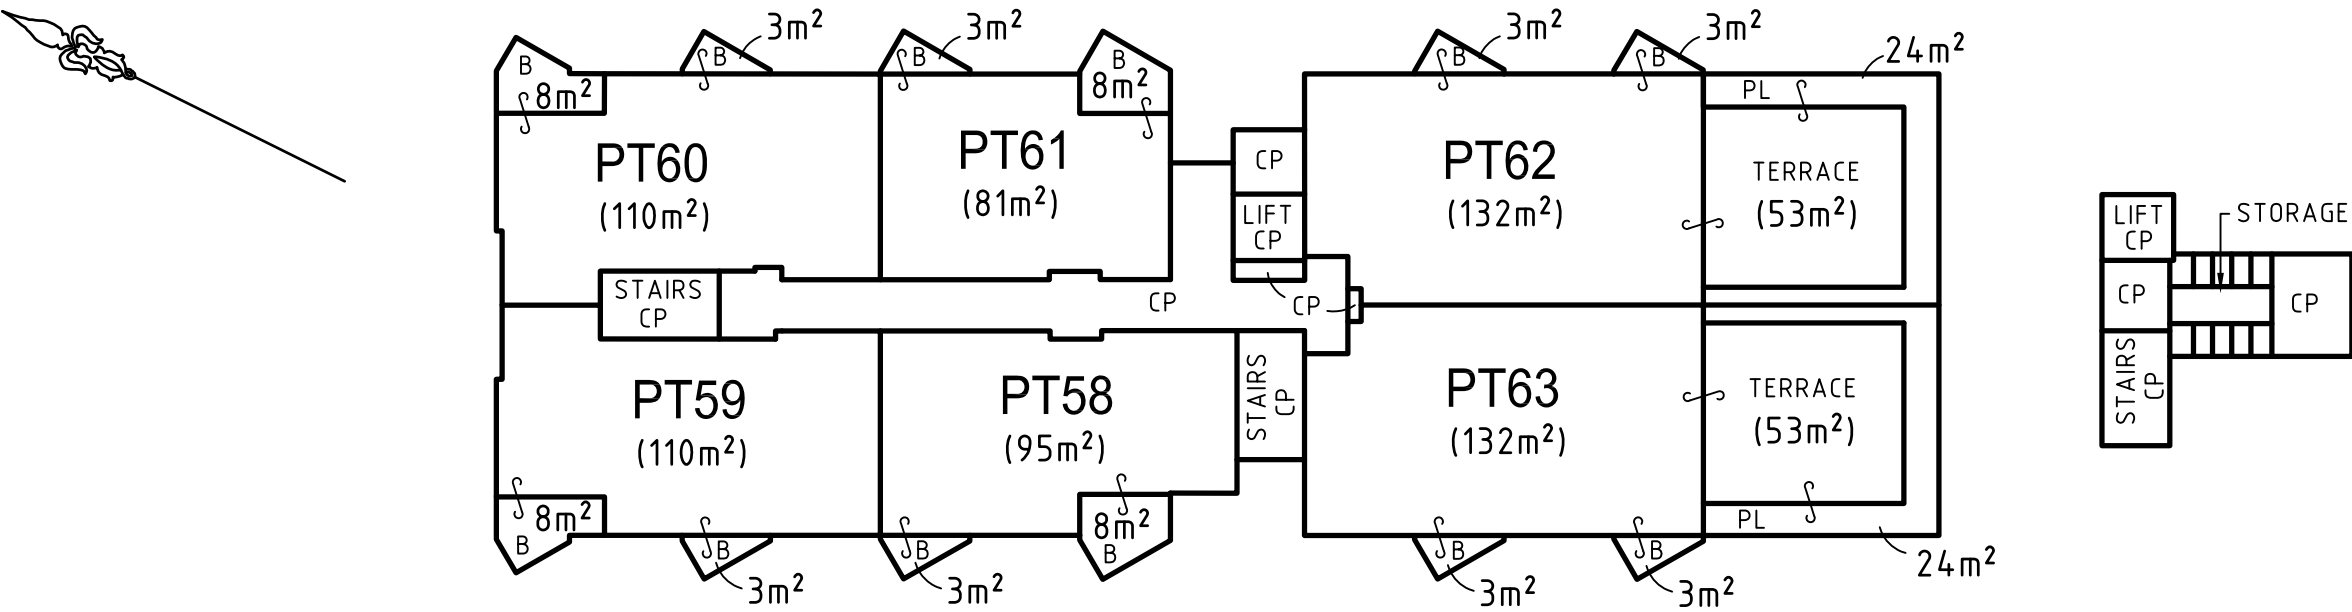 3m²
3m²
3m²
3m²
24m²
B
8m²
B
B
B
8m²
B
B
PL
PT60
(110m²)
PT61
(81m²)
CP
LIFT
CP
PT62
(132m²)
TERRACE
(53m²)
LIFT
CP
STORAGE
CP
CP
STAIRS
CP
STAIRS
CP
CP
CP
PT59
(110m²)
PT58
(95m²)
STAIRS
CP
PT63
(132m²)
TERRACE
(53m²)
8m²
B
B
B
8m²
B
B
B
PL
3m²
3m²
3m²
3m²
24m²